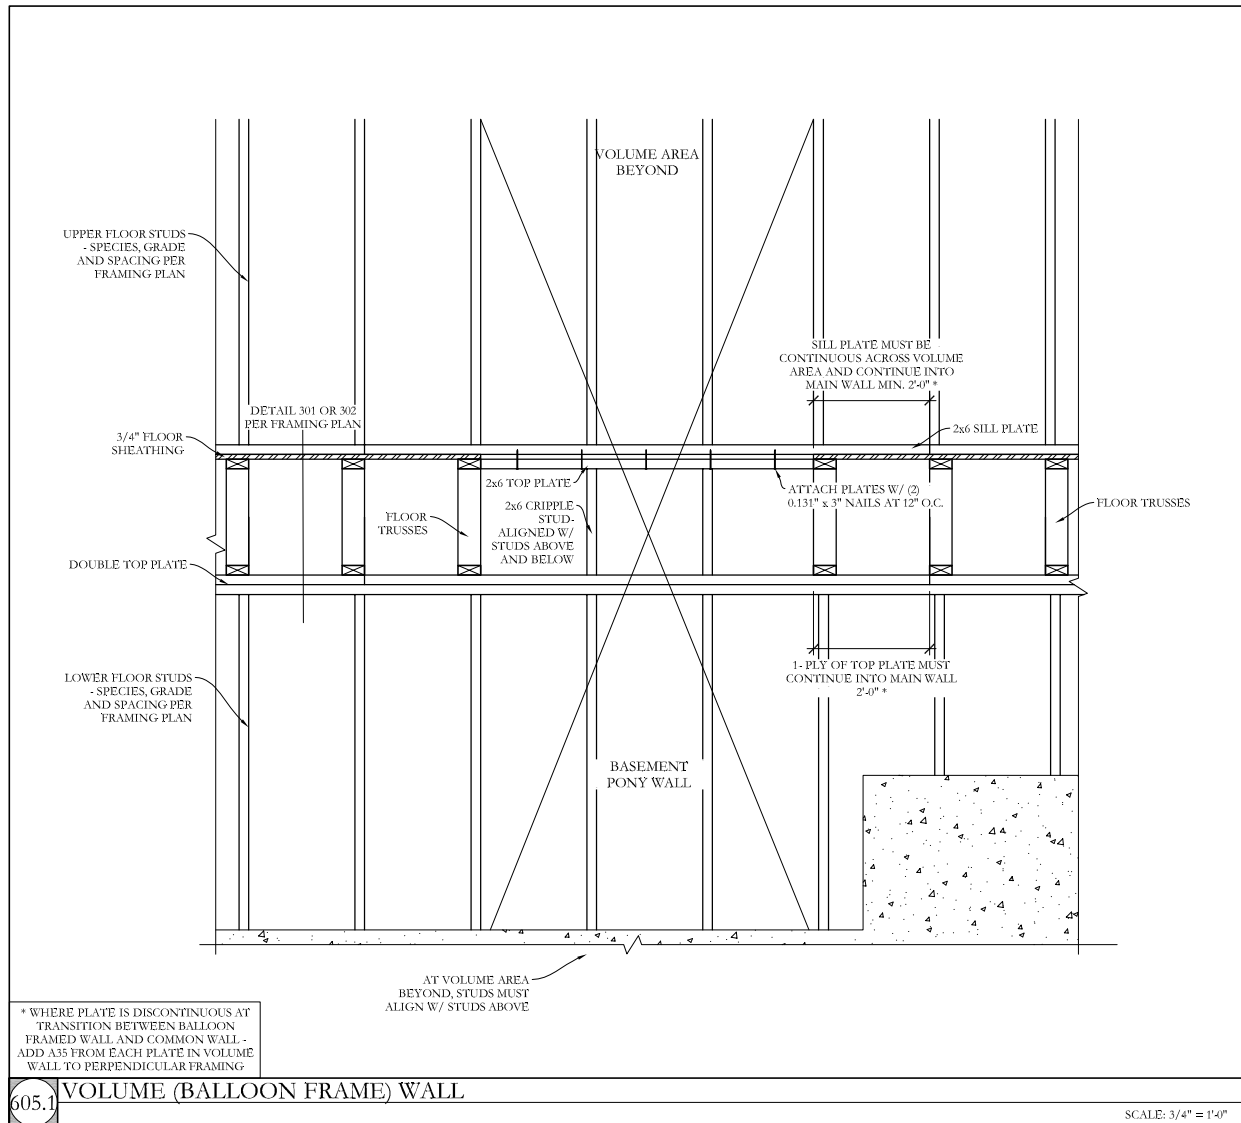 VOLUME AREA
BEYOND
UPPER FLOOR STUDS
- SPECIES, GRADE
AND SPACING PER
FRAMING PLAN
SILL PLATE MUST BE
CONTINUOUS ACROSS VOLUME
AREA AND CONTINUE INTO
MAIN WALL MIN. 2'-0" *
DETAIL 301 OR 302
PER FRAMING PLAN
3/4" FLOOR
SHEATHING
2x6 SILL PLATE
2x6 TOP PLATE
ATTACH PLATES W/ (2)
0.131" x 3" NAILS AT 12" O.C.
2x6 CRIPPLE
STUD-
ALIGNED W/
STUDS ABOVE
AND BELOW
FLOOR
TRUSSES
FLOOR TRUSSES
DOUBLE TOP PLATE
LOWER FLOOR STUDS
- SPECIES, GRADE
AND SPACING PER
FRAMING PLAN
1- PLY OF TOP PLATE MUST
CONTINUE INTO MAIN WALL
2'-0" *
BASEMENT
PONY WALL
AT VOLUME AREA
BEYOND, STUDS MUST
ALIGN W/ STUDS ABOVE
* WHERE PLATE IS DISCONTINUOUS AT
TRANSITION BETWEEN BALLOON
FRAMED WALL AND COMMON WALL -
ADD A35 FROM EACH PLATE IN VOLUME
WALL TO PERPENDICULAR FRAMING
605.1
VOLUME (BALLOON FRAME) WALL
SCALE: 3/4" = 1'-0"